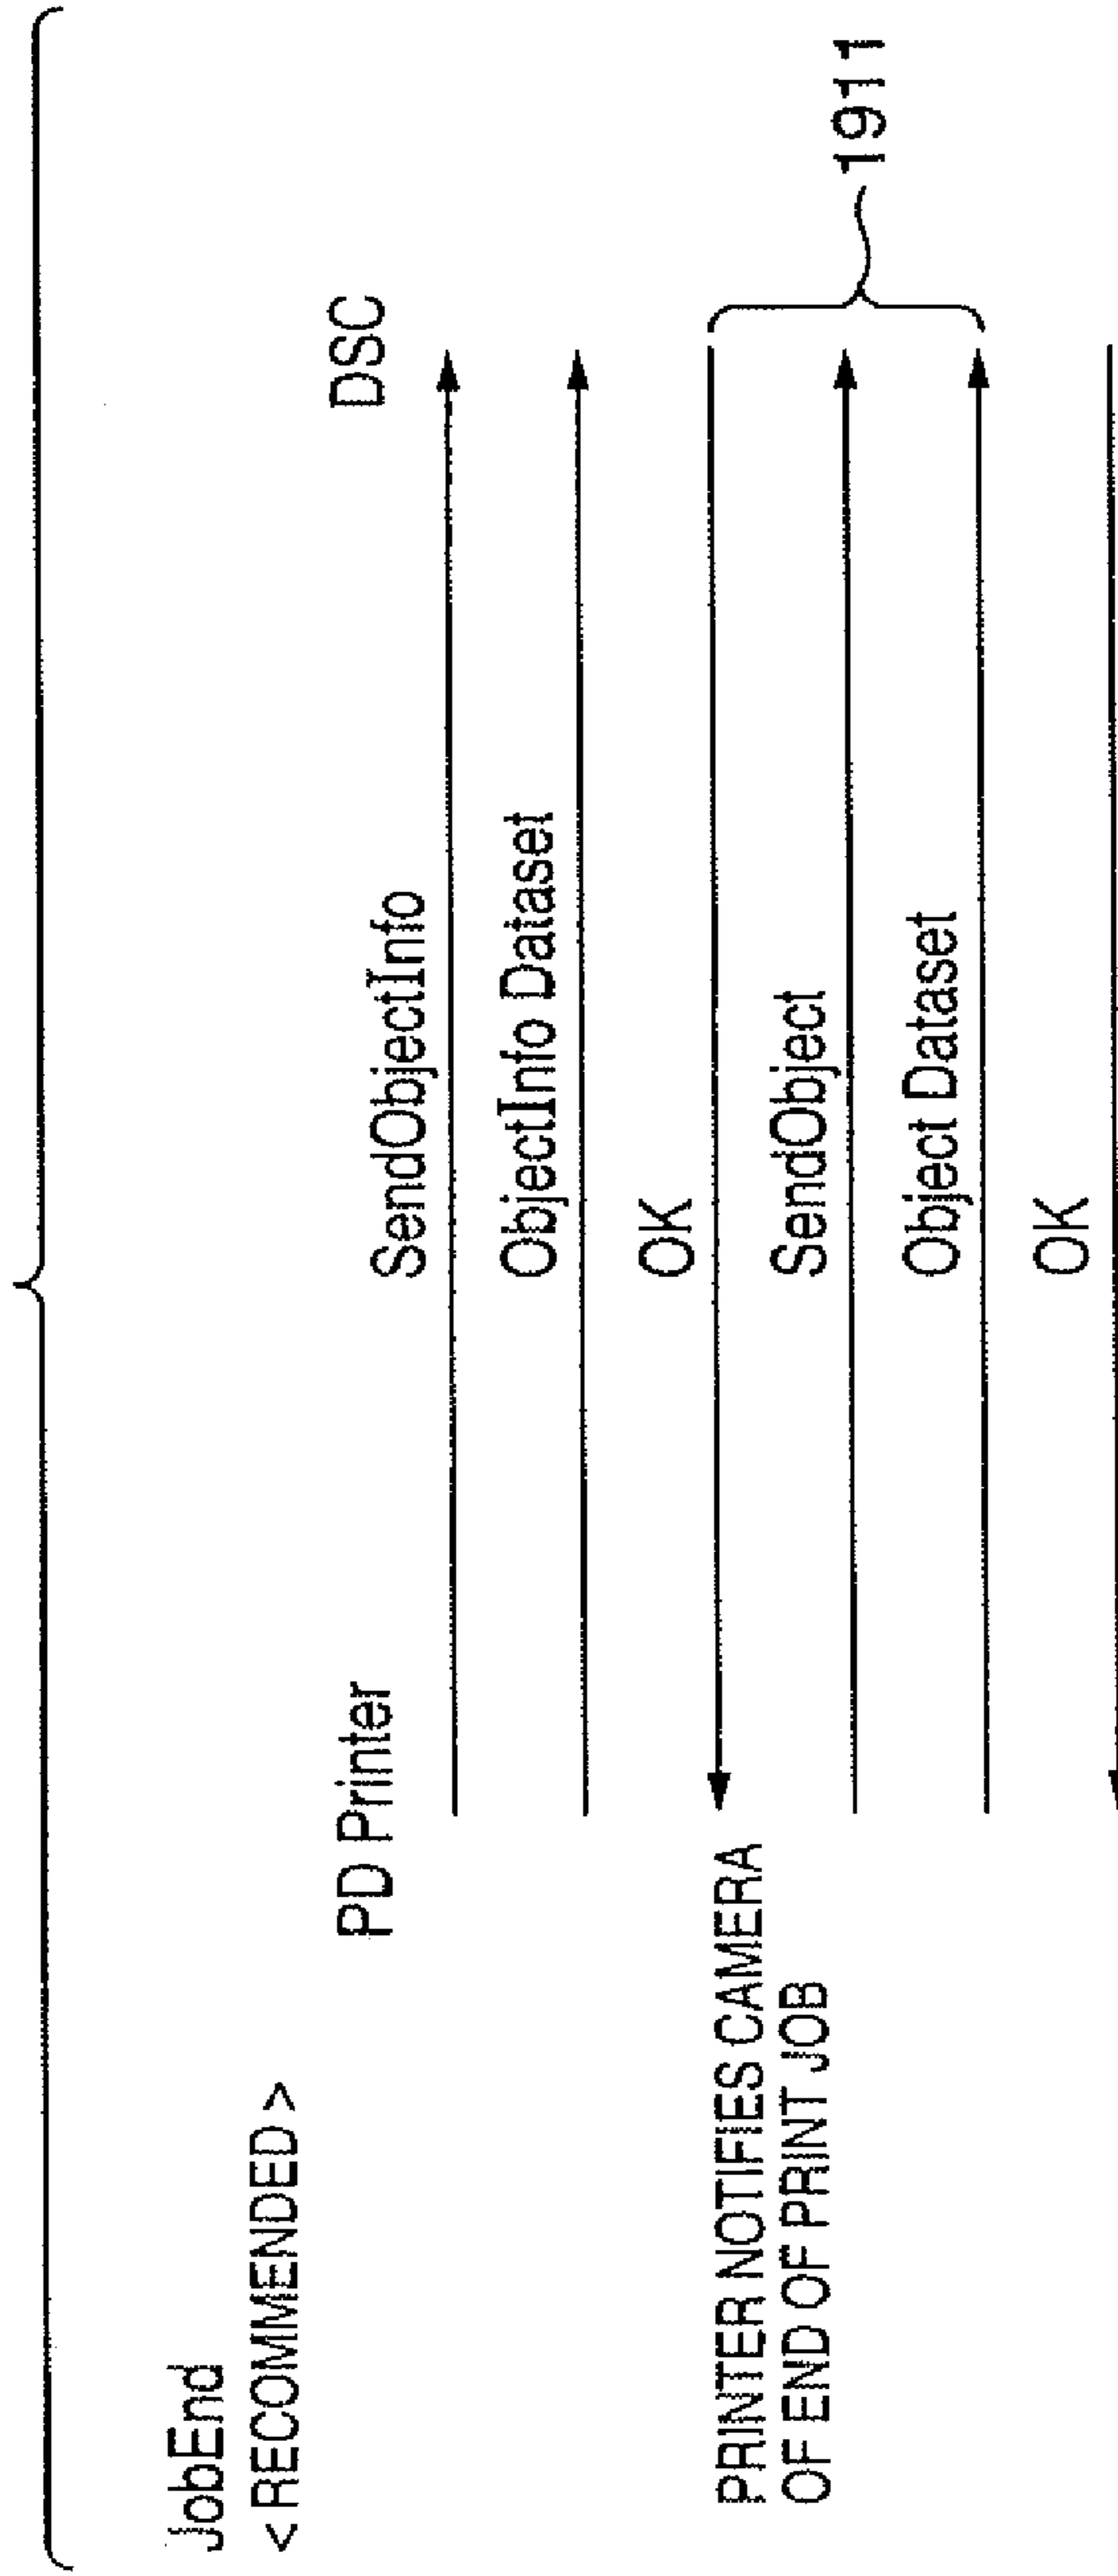 JobEnd
<RECOMMENDED>
PD Printer
DSC
SendObjectInfo
ObjectInfo Dataset
OK
PRINTER NOTIFIES CAMERA
OF END OF PRINT JOB
SendObject
1911
Object Dataset
OK